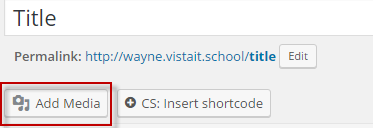 Title
Permalink: http://wayne.vistait.school/title Edit
Add Media CS: Insert shortcode